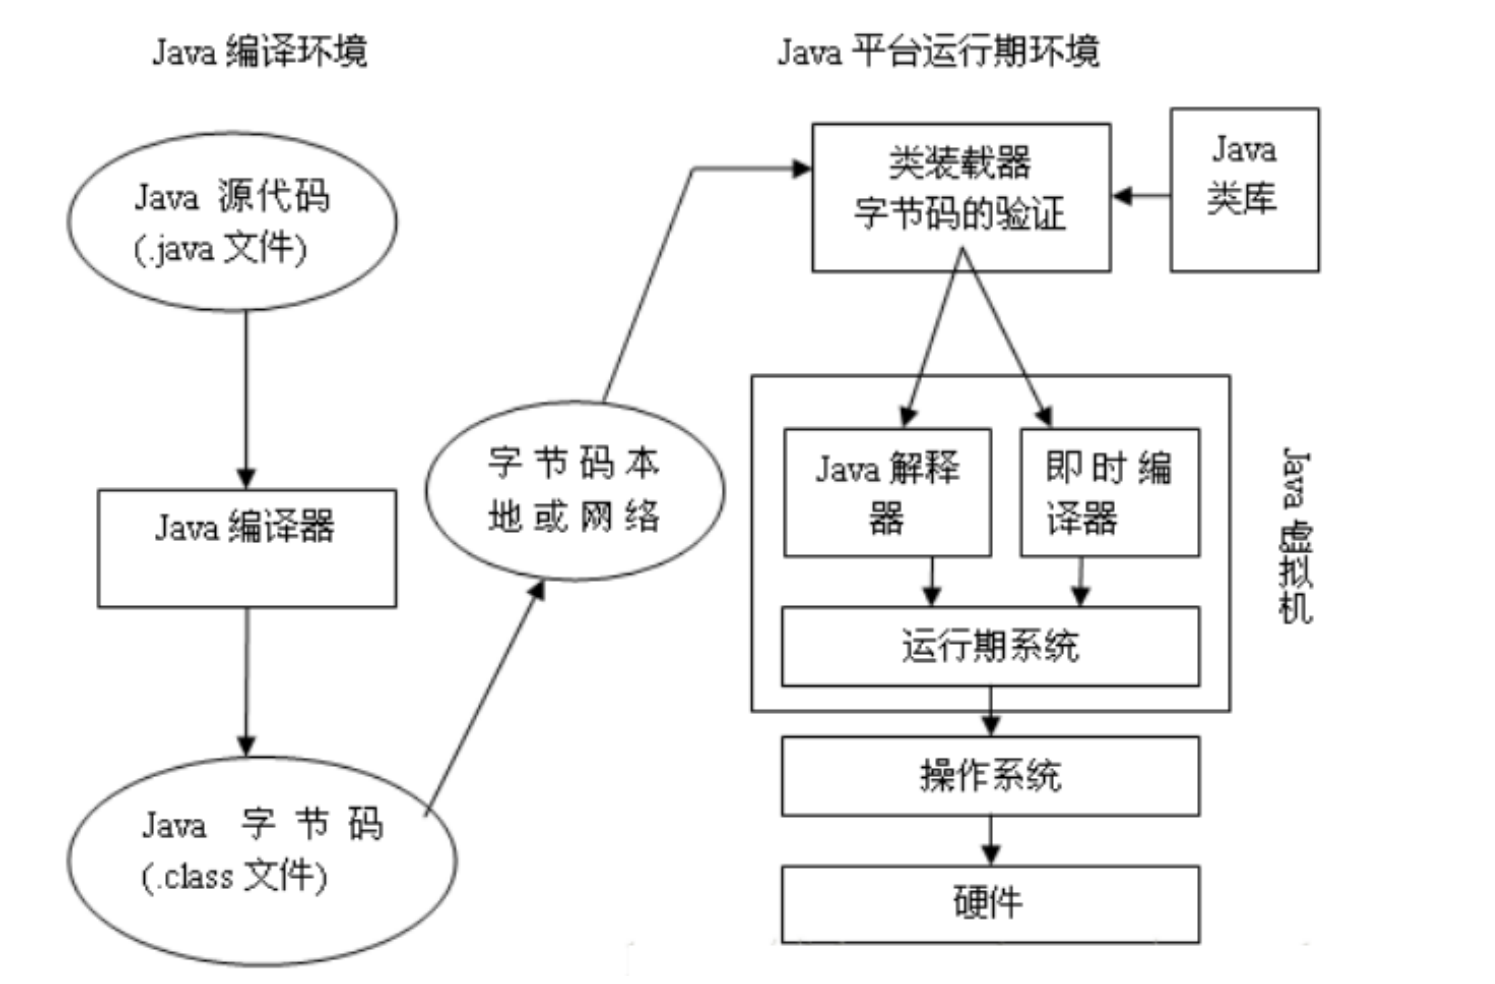 Java 编译环境
Java 平台运行期环境
Java 源代码
(.java 文件)
Java 编译器
Java 字节码
(.class 文件)
字节码本
地或网络
类装载器
字节码的验证
Java
类库
Java 解释
器
即时编
译器
运行期系统
Java 虚拟机
操作系统
硬件